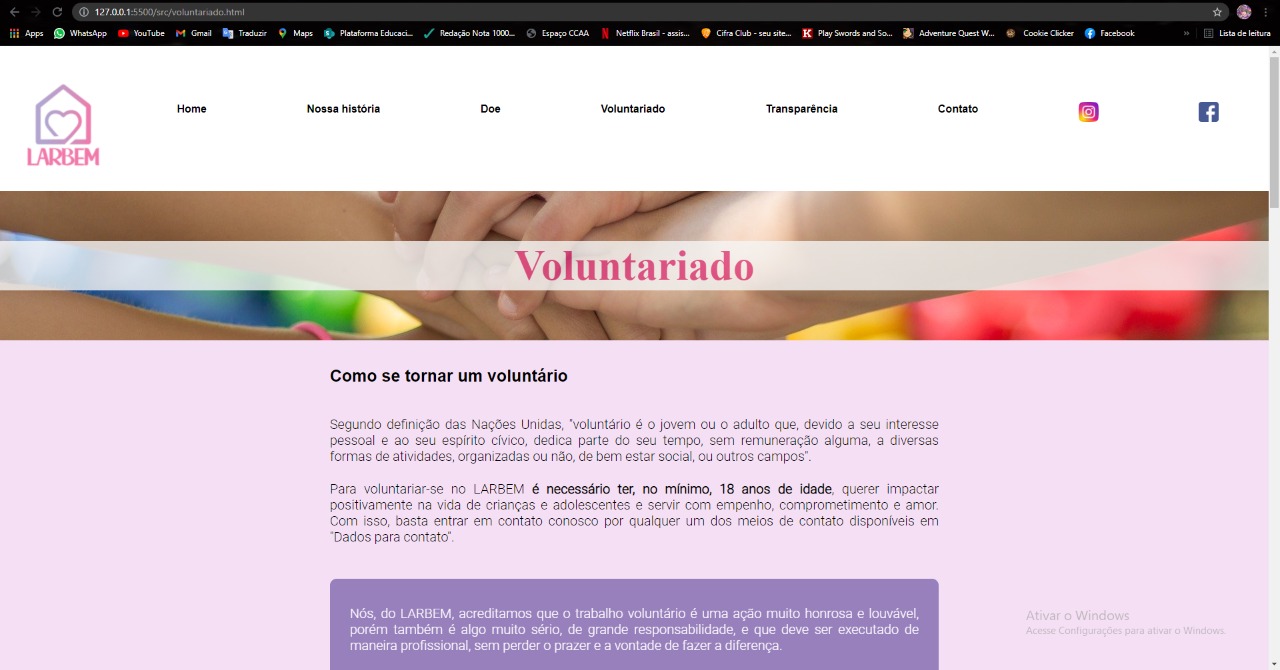 127.0.0.1:5500/src/voluntariado.html
Apps WhatsApp YouTube Gmail Traduzir Maps Plataforma Educaci... Redação Nota 1000... Espaço CCAA Netflix Brasil - assis... Cifra Club - seu site... Play Swords and So... Adventure Quest W... Cookie Clicker Facebook » Lista de leitura
LARBEM
Home Nossa história Doe Voluntariado Transparência Contato
Voluntariado
Como se tornar um voluntário
Segundo definição das Nações Unidas, "voluntário é o jovem ou o adulto que, devido a seu interesse
pessoal e ao seu espírito cívico, dedica parte do seu tempo, sem remuneração alguma, a diversas
formas de atividades, organizadas ou não, de bem estar social, ou outros campos".
Para voluntariar-se no LARBEM é necessário ter, no mínimo, 18 anos de idade, querer impactar
positivamente na vida de crianças e adolescentes e servir com empenho, comprometimento e amor.
Com isso, basta entrar em contato conosco por qualquer um dos meios de contato disponíveis em
"Dados para contato".
Nós, do LARBEM, acreditamos que o trabalho voluntário é uma ação muito honrosa e louvável,
porém também é algo muito sério, de grande responsabilidade, e que deve ser executado de
maneira profissional, sem perder o prazer e a vontade de fazer a diferença.
Ativar o Windows
Acesse Configurações para ativar o Windows.